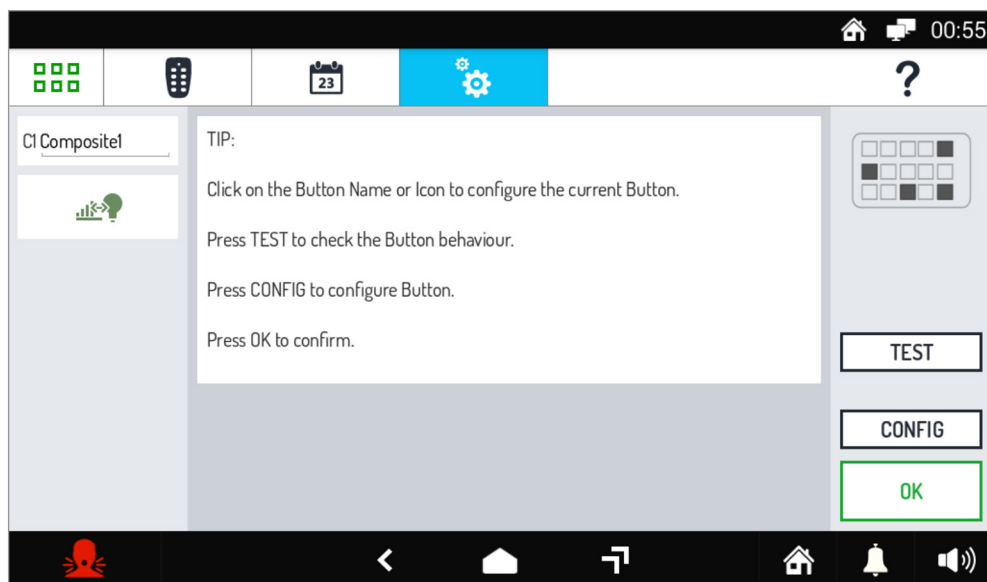 00:55
23
?
C1 Composite1
TIP:
Click on the Button Name or Icon to configure the current Button.
Press TEST to check the Button behaviour.
Press CONFIG to configure Button.
Press OK to confirm.
TEST
CONFIG
OK